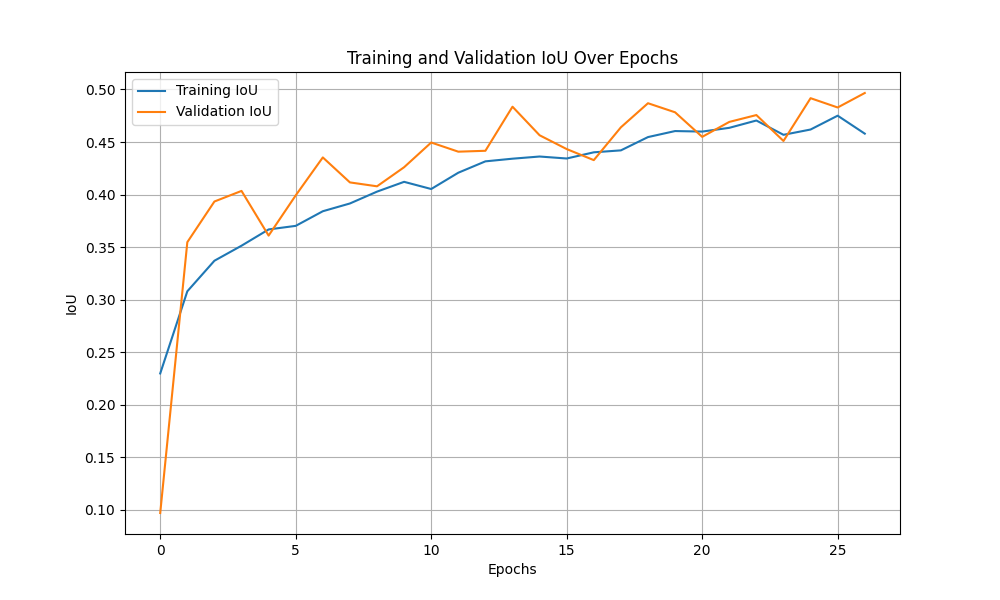 Training and Validation IoU Over Epochs
Training IoU
Validation IoU
IoU
0.50
0.45
0.40
0.35
0.30
0.25
0.20
0.15
0.10
0 5 10 15 20 25
Epochs